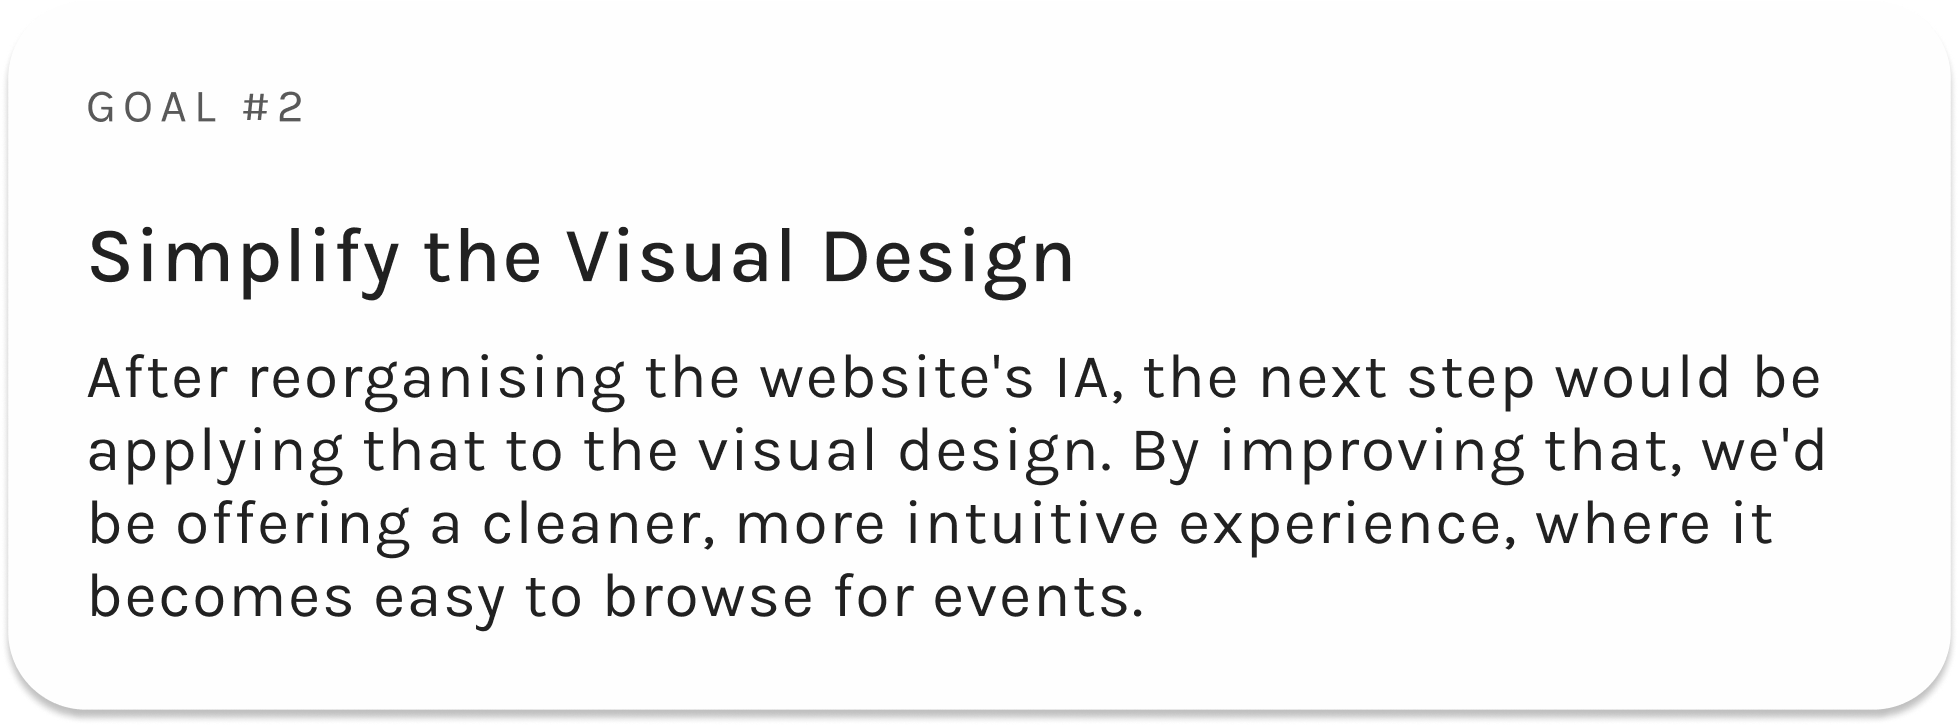 GOAL #2
Simplify the Visual Design
After reorganising the website's IA, the next step would be
applying that to the visual design. By improving that, we'd
be offering a cleaner, more intuitive experience, where it
becomes easy to browse for events.